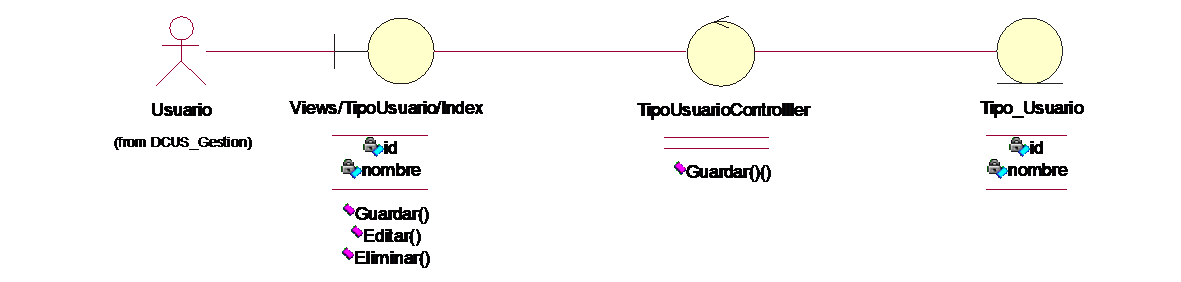 Usuario
(from DCUS_Gestion)
Views/TipoUsuario/Index
id
nombre
Guardar()
Editar()
Eliminar()
TipoUsuarioControlller
Guardar()()
Tipo_Usuario
id
nombre